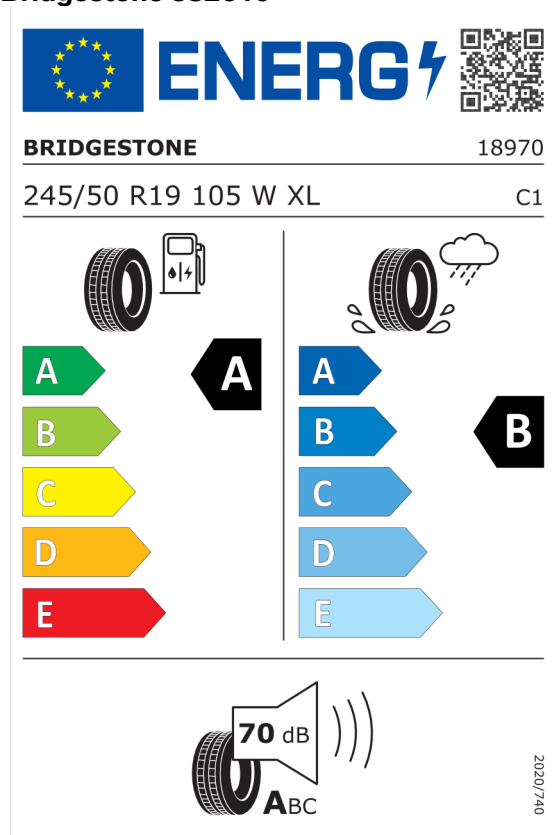 ENERG
BRIDGESTONE 18970
245/50 R19 105 W XL C1
A A A
B B B
C C
D D
E E
70 dB
ABC
2020/740